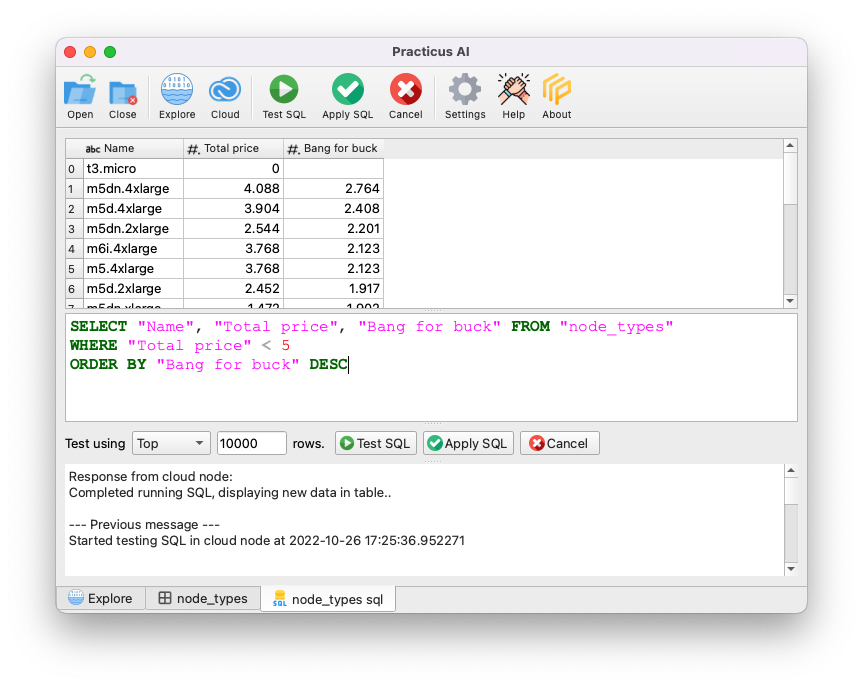 Practicus AI
Open Close Explore Cloud Test SQL Apply SQL Cancel Settings Help About
abc Name #. Total price #. Bang for buck
0 t3.micro 0
1 m5dn.4xlarge 4.088 2.764
2 m5d.4xlarge 3.904 2.408
3 m5dn.2xlarge 2.544 2.201
4 m6i.4xlarge 3.768 2.123
5 m5.4xlarge 3.768 2.123
6 m5d.2xlarge 2.452 1.917
7 m5dn.xlarge 1.472 1.902
SELECT "Name", "Total price", "Bang for buck" FROM "node_types"
WHERE "Total price" < 5
ORDER BY "Bang for buck" DESC
Test using Top 10000 rows. Test SQL Apply SQL Cancel
Response from cloud node:
Completed running SQL, displaying new data in table..
--- Previous message ---
Started testing SQL in cloud node at 2022-10-26 17:25:36.952271
Explore node_types SQL node_types sql